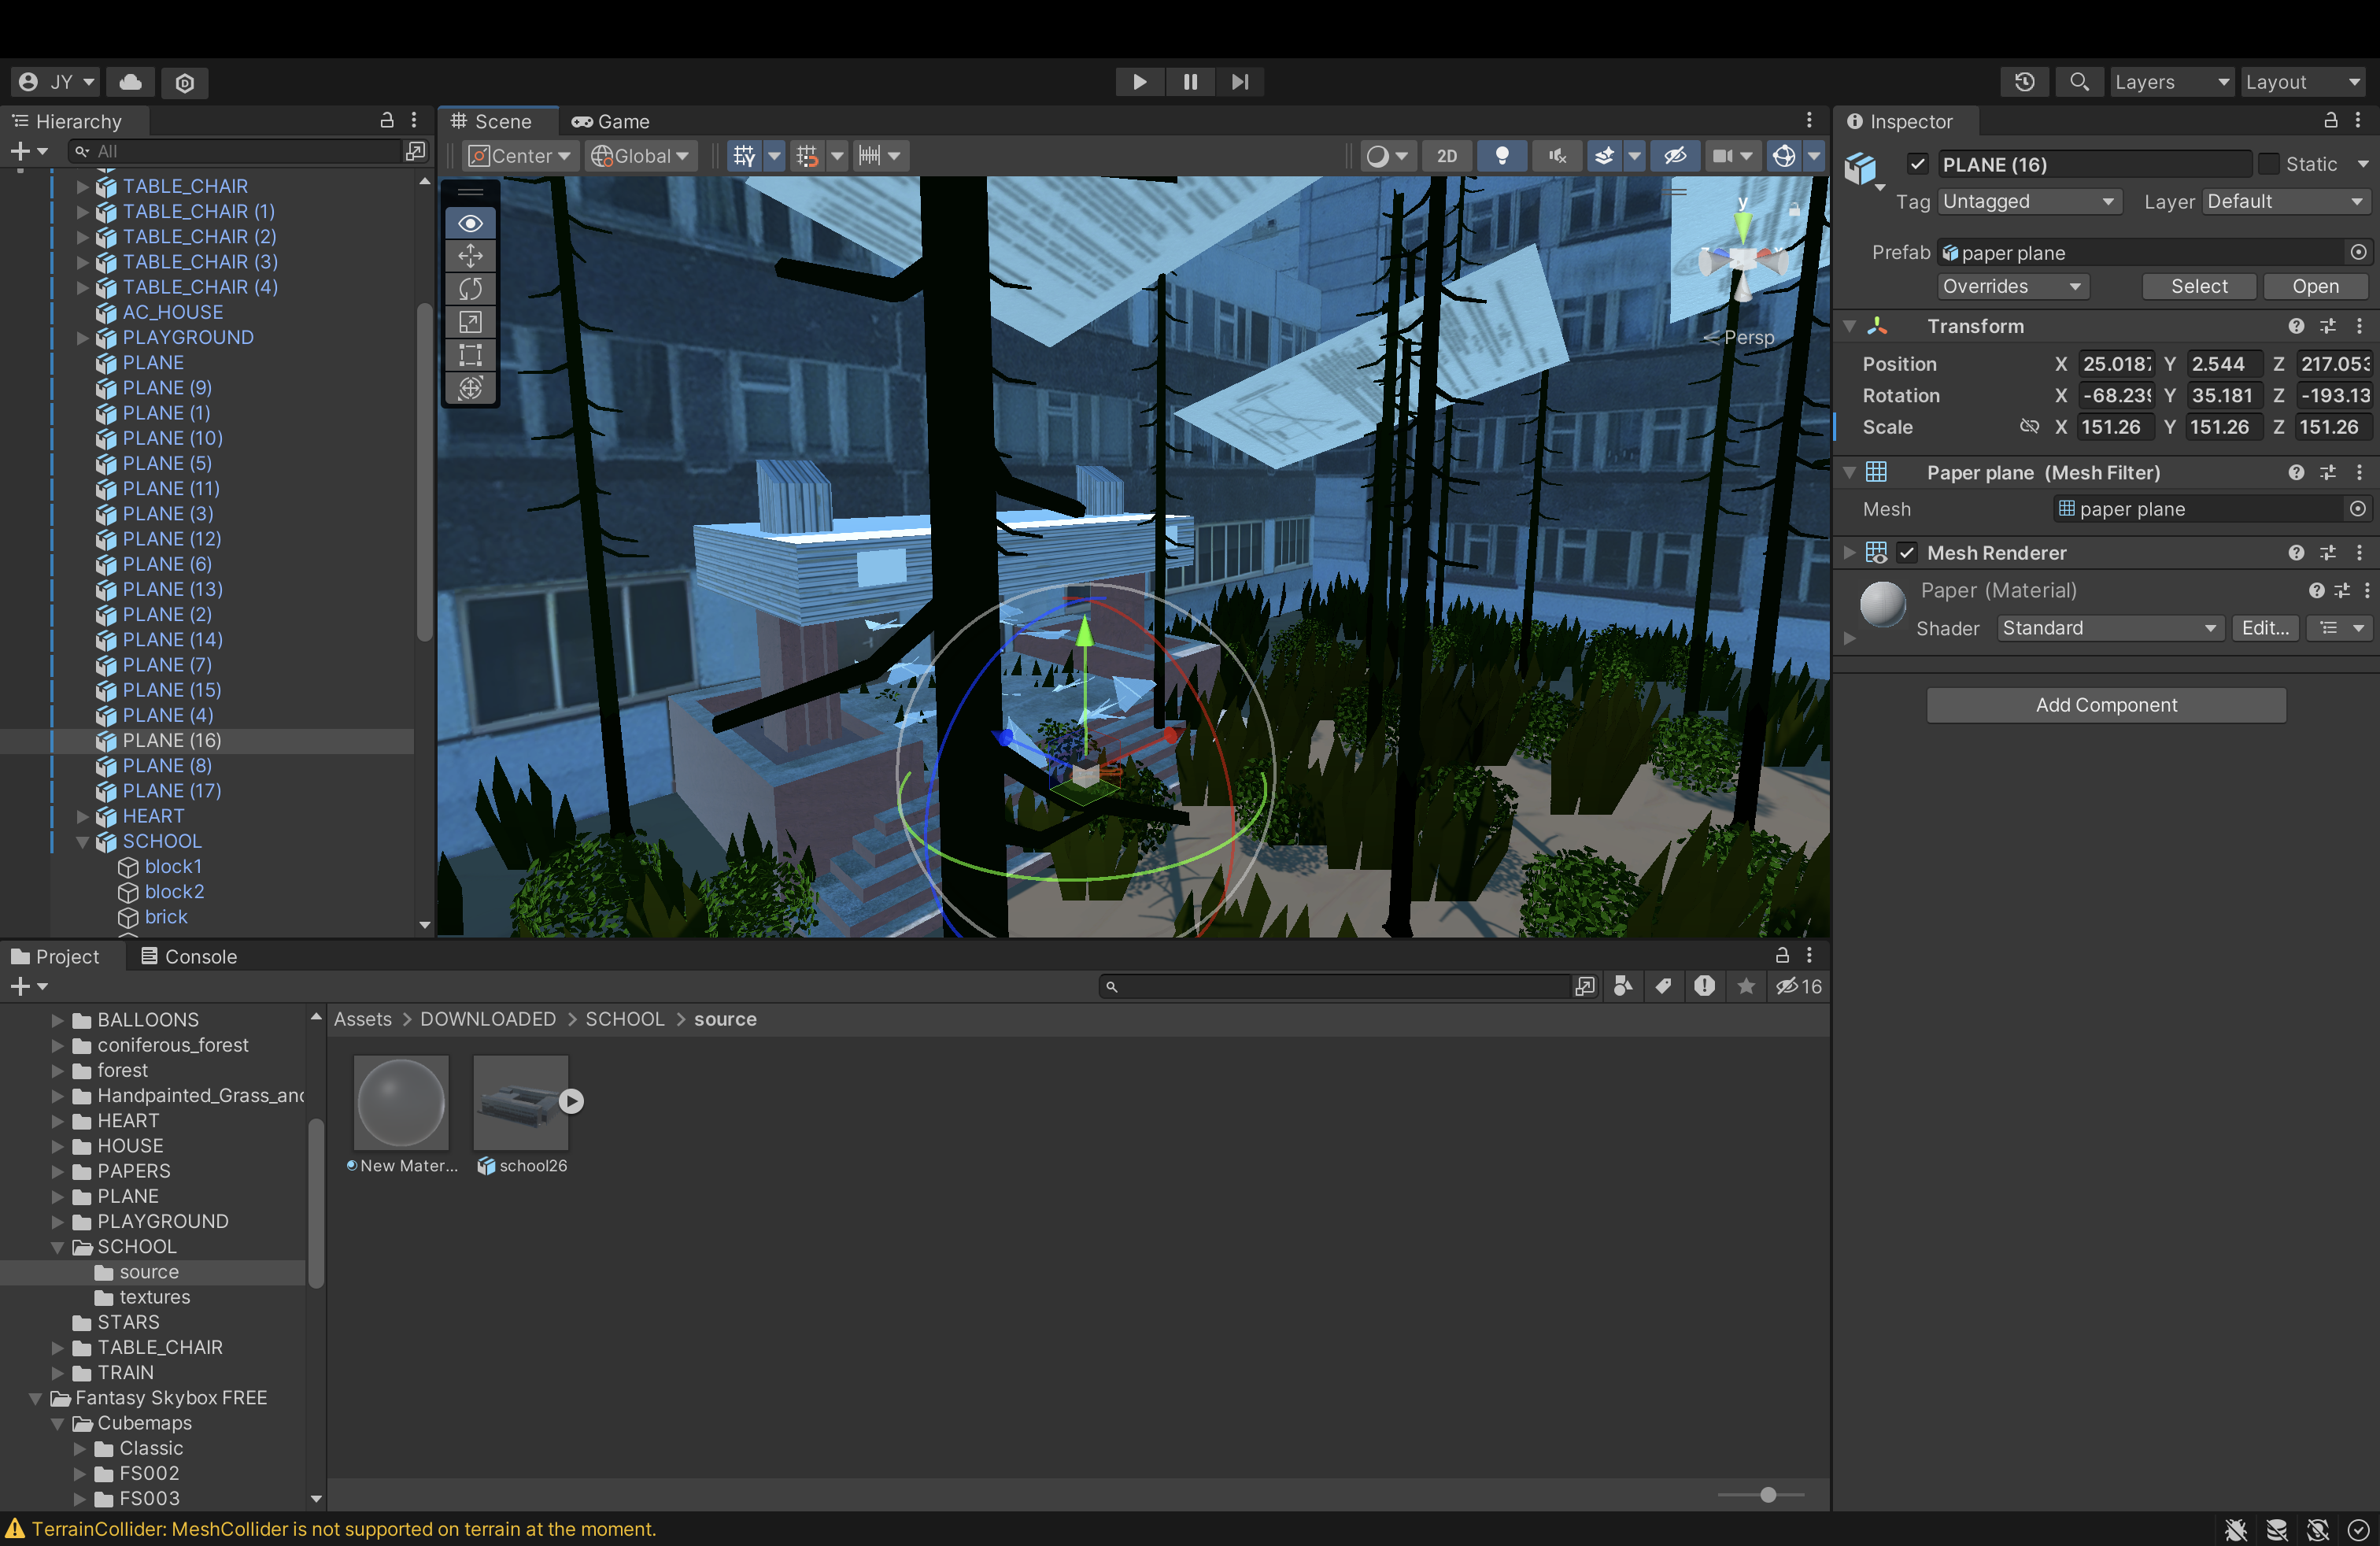 JY
Layers
Layout
Hierarchy
All
TABLE_CHAIR
TABLE_CHAIR (1)
TABLE_CHAIR (2)
TABLE_CHAIR (3)
TABLE_CHAIR (4)
AC_HOUSE
PLAYGROUND
PLANE
PLANE (9)
PLANE (1)
PLANE (10)
PLANE (5)
PLANE (11)
PLANE (3)
PLANE (12)
PLANE (6)
PLANE (13)
PLANE (2)
PLANE (14)
PLANE (7)
PLANE (15)
PLANE (4)
PLANE (16)
PLANE (8)
PLANE (17)
HEART
SCHOOL
block1
block2
brick
Scene
Game
Center
Global
2D
y
< Persp
Inspector
PLANE (16)
Static
Tag
Untagged
Layer
Default
Prefab
paper plane
Overrides
Select
Open
Transform
Position X 25.0187 Y 2.544 Z 217.053
Rotation X -68.239 Y 35.181 Z -193.13
Scale X 151.26 Y 151.26 Z 151.26
Paper plane (Mesh Filter)
Mesh
paper plane
Mesh Renderer
Paper (Material)
Shader
Standard
Edit...
Add Component
Project
Console
16
BALLOONS
coniferous_forest
forest
Handpainted_Grass_and
HEART
HOUSE
PAPERS
PLANE
PLAYGROUND
SCHOOL
source
textures
STARS
TABLE_CHAIR
TRAIN
Fantasy Skybox FREE
Cubemaps
Classic
FS002
FS003
Assets > DOWNLOADED > SCHOOL > source
New Mater...
school26
TerrainCollider: MeshCollider is not supported on terrain at the moment.